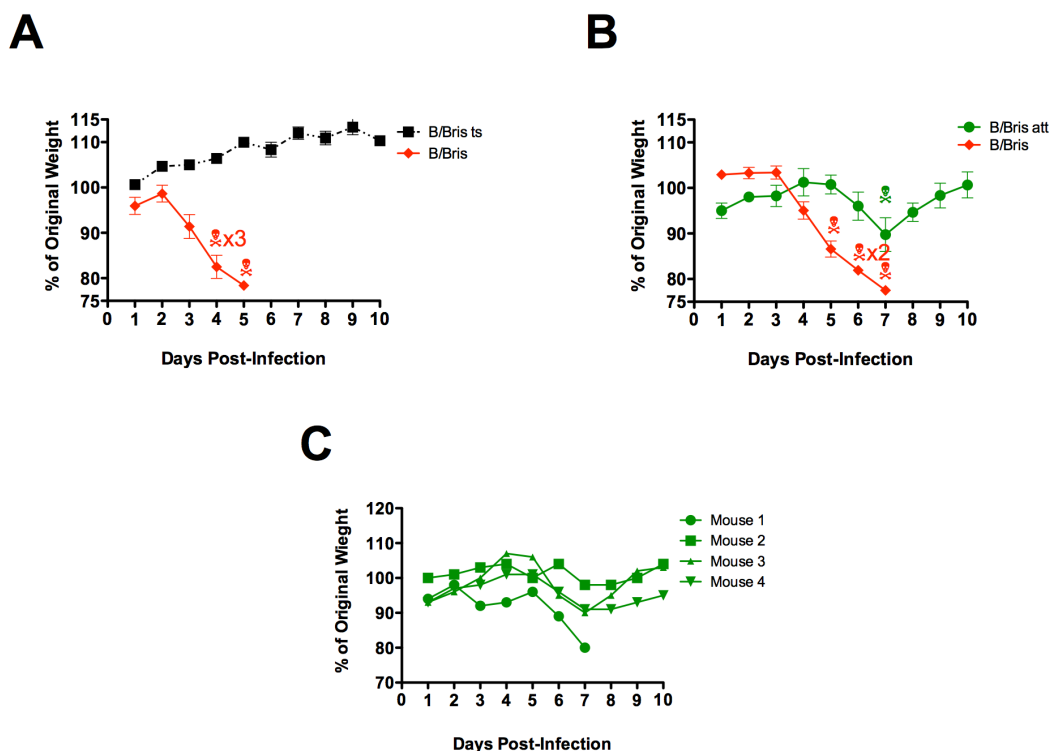 A
B
115
110
100
90
80
75
0 1 2 3 4 5 6 7 8 9 10
% of Original Weight
Days Post-Infection
B/Bris ts
B/Bris
x3
115
110
100
90
80
75
0 1 2 3 4 5 6 7 8 9 10
% of Original Weight
Days Post-Infection
B/Bris att
B/Bris
x2
C
120
110
100
90
80
70
0 1 2 3 4 5 6 7 8 9 10
% of Original Wieght
Days Post-Infection
Mouse 1
Mouse 2
Mouse 3
Mouse 4